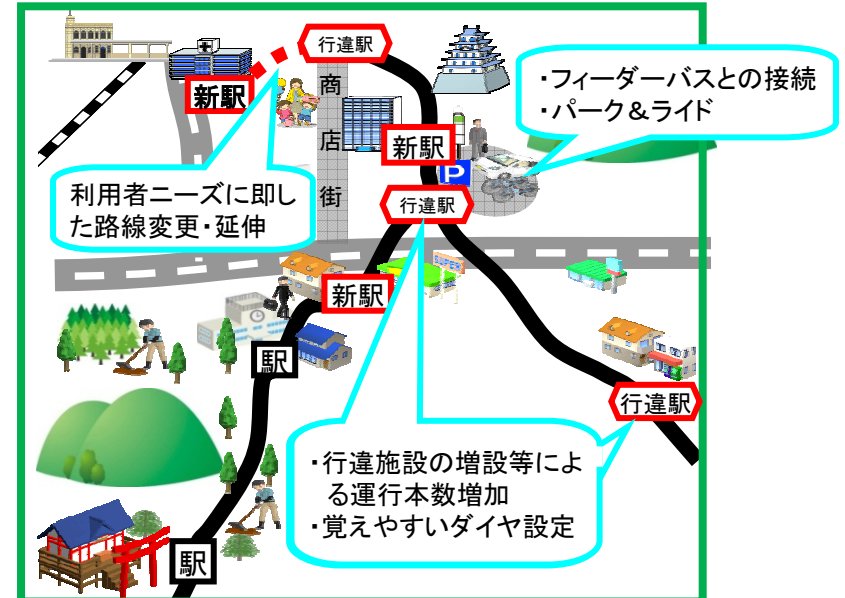 行違駅
新駅
商
店
街
・フィーダーバスとの接続
・パーク＆ライド
新駅
P
利用者ニーズに即し
た路線変更・延伸
行違駅
新駅
駅
行違駅
・行違施設の増設等によ
る運行本数増加
・覚えやすいダイヤ設定
駅